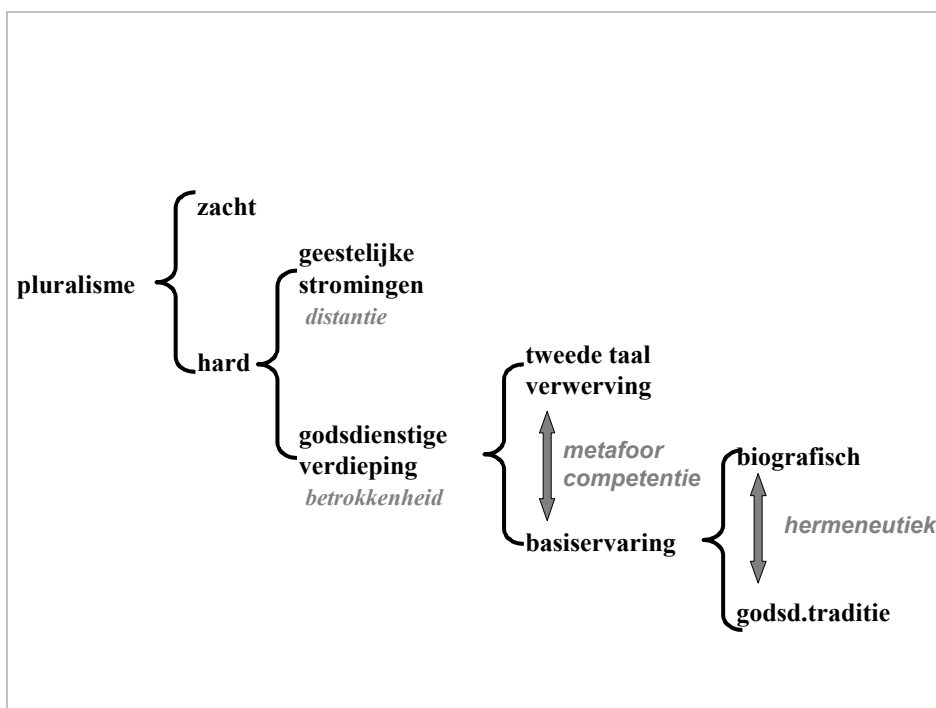 zacht
pluralisme
hard
geestelijke
stromingen
distantie
godsdienstige
verdieping
betrokkenheid
tweede taal
verwerving
metafoor
competentie
basiservaring
biografisch
hermeneutiek
godsd.traditie